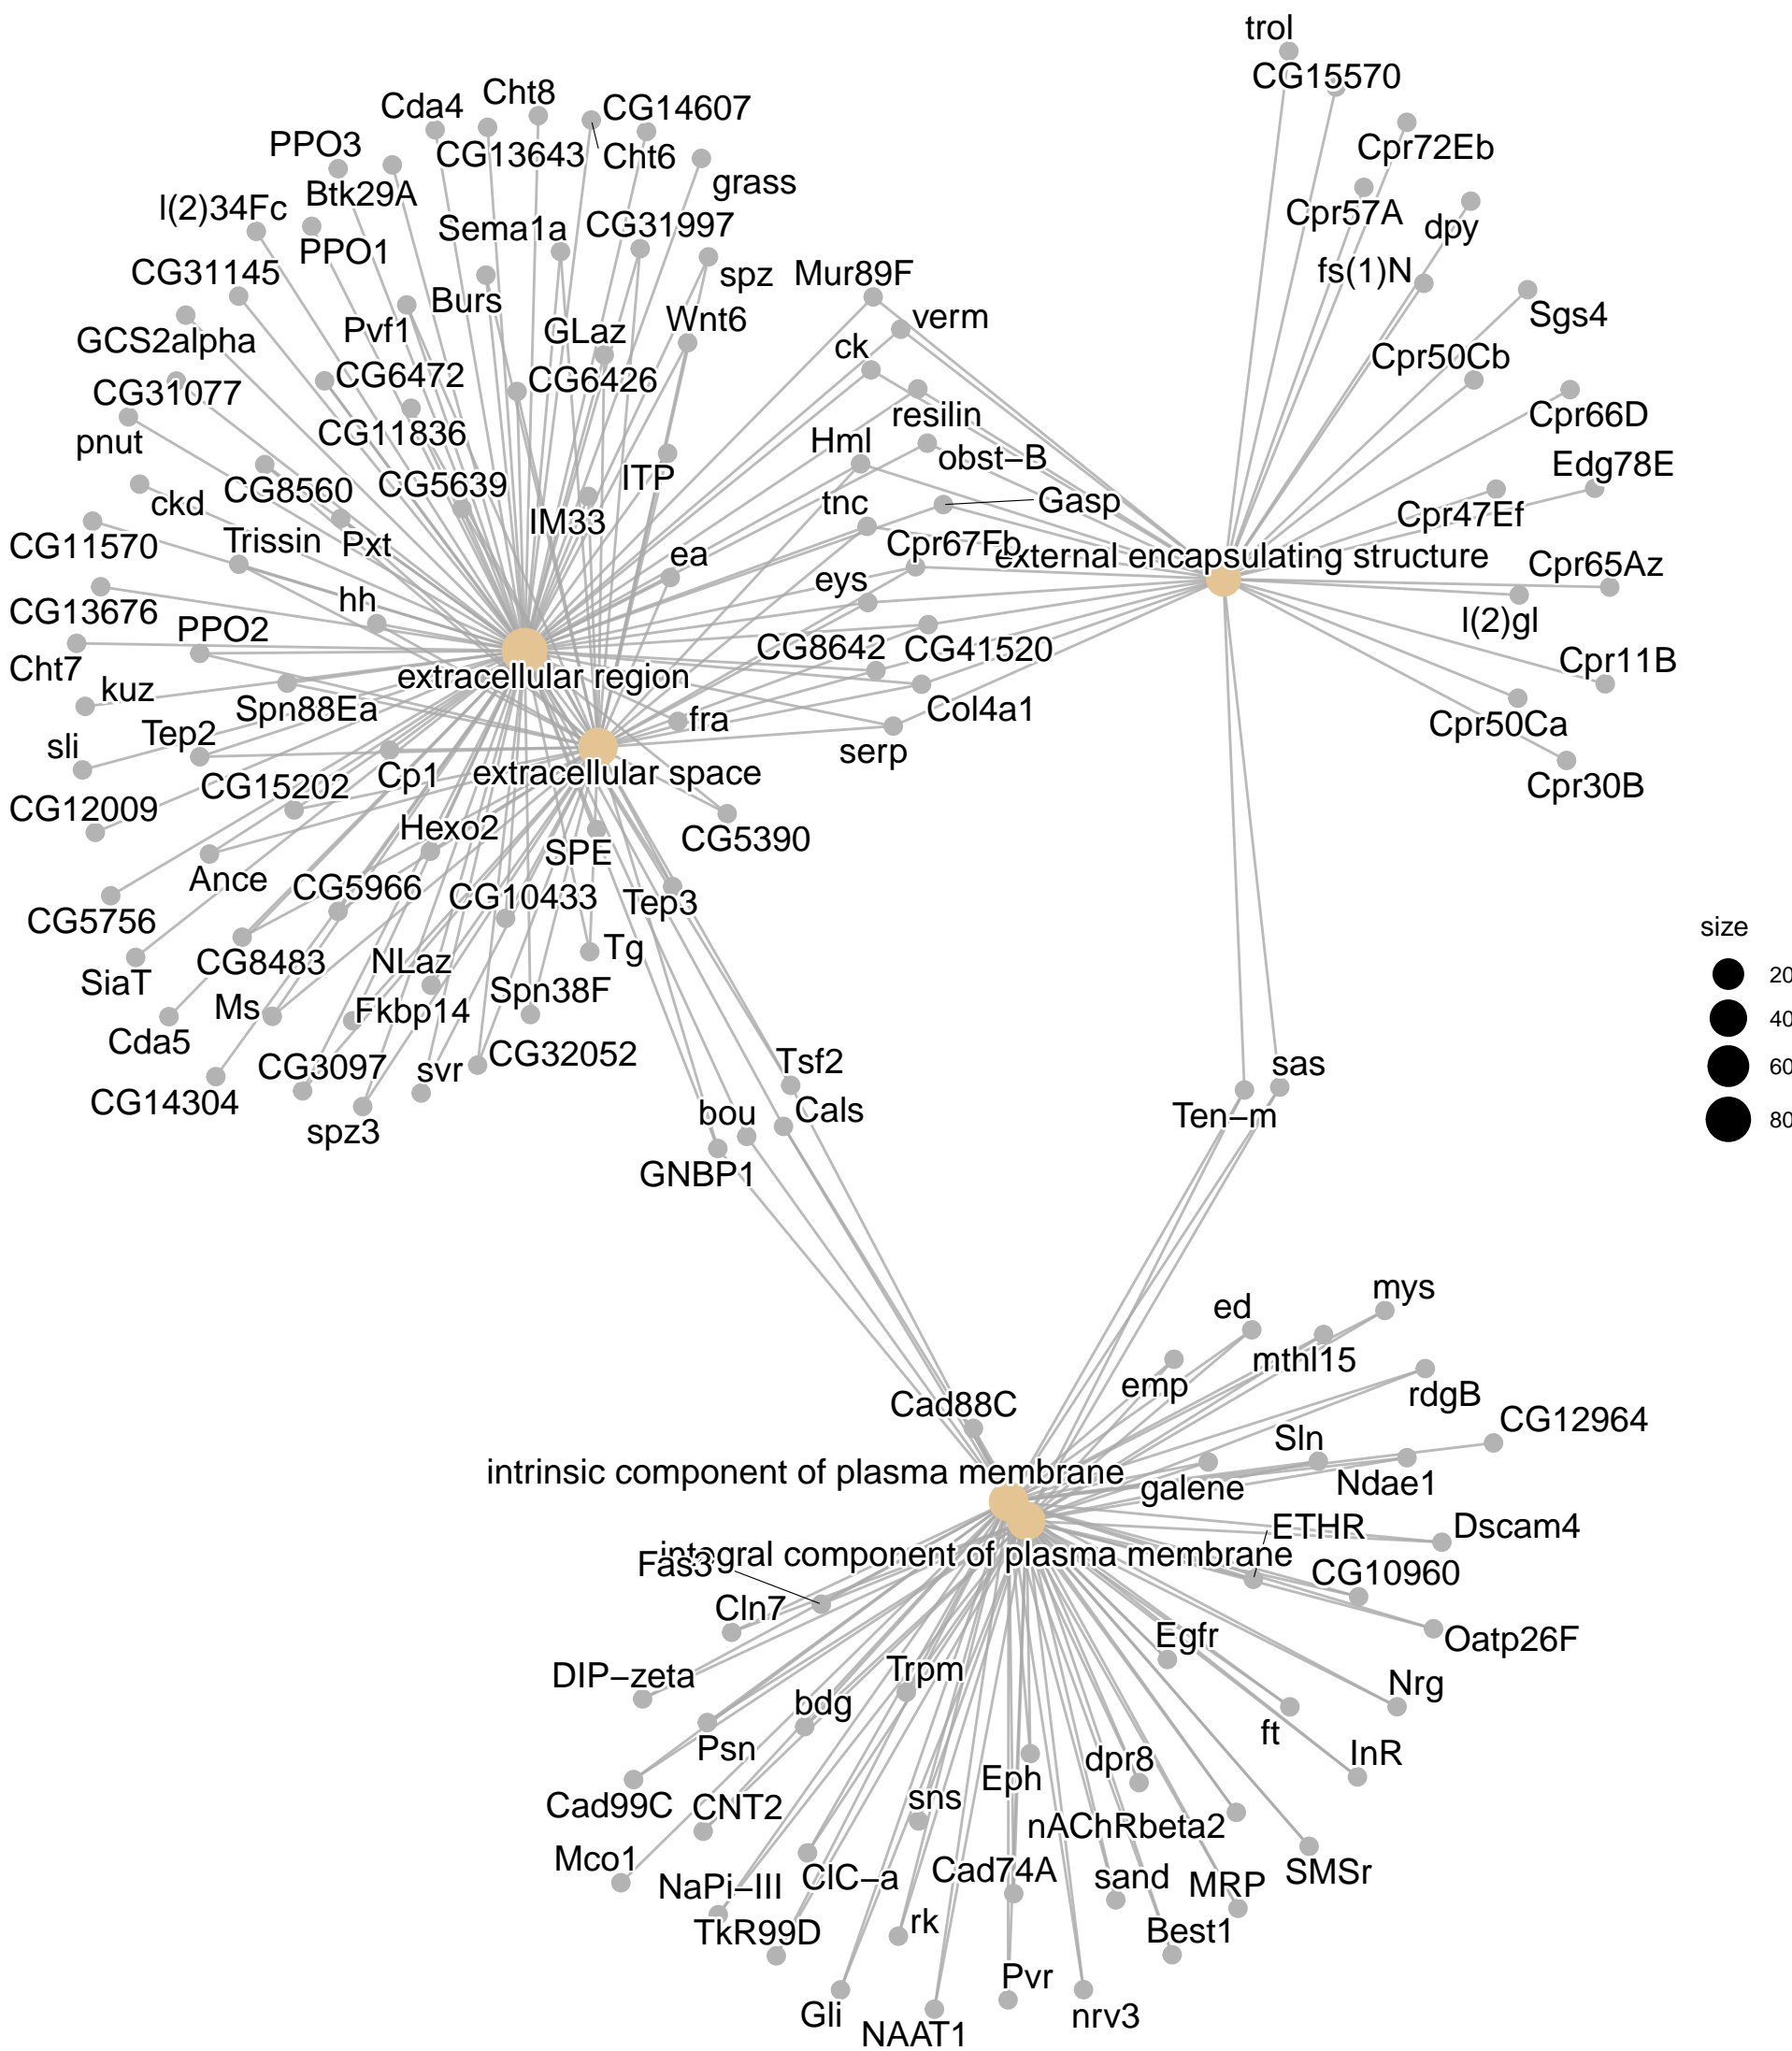 trol
CG15570
Cht8
Cda4
CG14607
PPO3
CG13643
Cht6
Cpr72Eb
Btk29A
grass
l(2)34Fc
Cpr57A
Sema1a
CG31997
dpy
PPO1
CG31145
spz
Mur89F
fs(1)N
Burs
Pvf1
GLaz
Wnt6
verm
Sgs4
GCS2alpha
ck
Cpr50Cb
CG6472
CG6426
CG31077
resilin
Cpr66D
CG11836
pnut
Hml
obst−B
Edg78E
CG8560
CG5639
ITP
ckd
tnc
Gasp
Cpr47Ef
IM33
CG11570
Trissin
Pxt
ea
Cpr67Fb
external encapsulating structure
Cpr65Az
eys
hh
CG13676
l(2)gl
PPO2
CG8642
CG41520
Cht7
extracellular region
Cpr11B
kuz
Spn88Ea
fra
Col4a1
Cpr50Ca
sli
Tep2
serp
Cp1
extracellular space
CG15202
Cpr30B
CG12009
Hexo2
CG5390
SPE
Ance
CG5966
CG10433
Tep3
CG5756
size
CG8483
NLaz
Tg
SiaT
20
Spn38F
Ms
Fkbp14
40
Cda5
CG3097
svr
CG32052
Tsf2
sas
60
CG14304
bou
Cals
Ten−m
80
spz3
GNBP1
mys
ed
mthl15
emp
rdgB
Cad88C
CG12964
Sln
intrinsic component of plasma membrane
galene
Ndae1
ETHR
Dscam4
integral component of plasma membrane
Fas3
CG10960
Cln7
Egfr
Oatp26F
DIP−zeta
Trpm
Nrg
bdg
ft
Psn
InR
Eph
dpr8
Cad99C
CNT2
sns
nAChRbeta2
Mco1
NaPi−III
ClC−a
Cad74A
sand
MRP
SMSr
TkR99D
rk
Best1
Pvr
Gli
NAAT1
nrv3